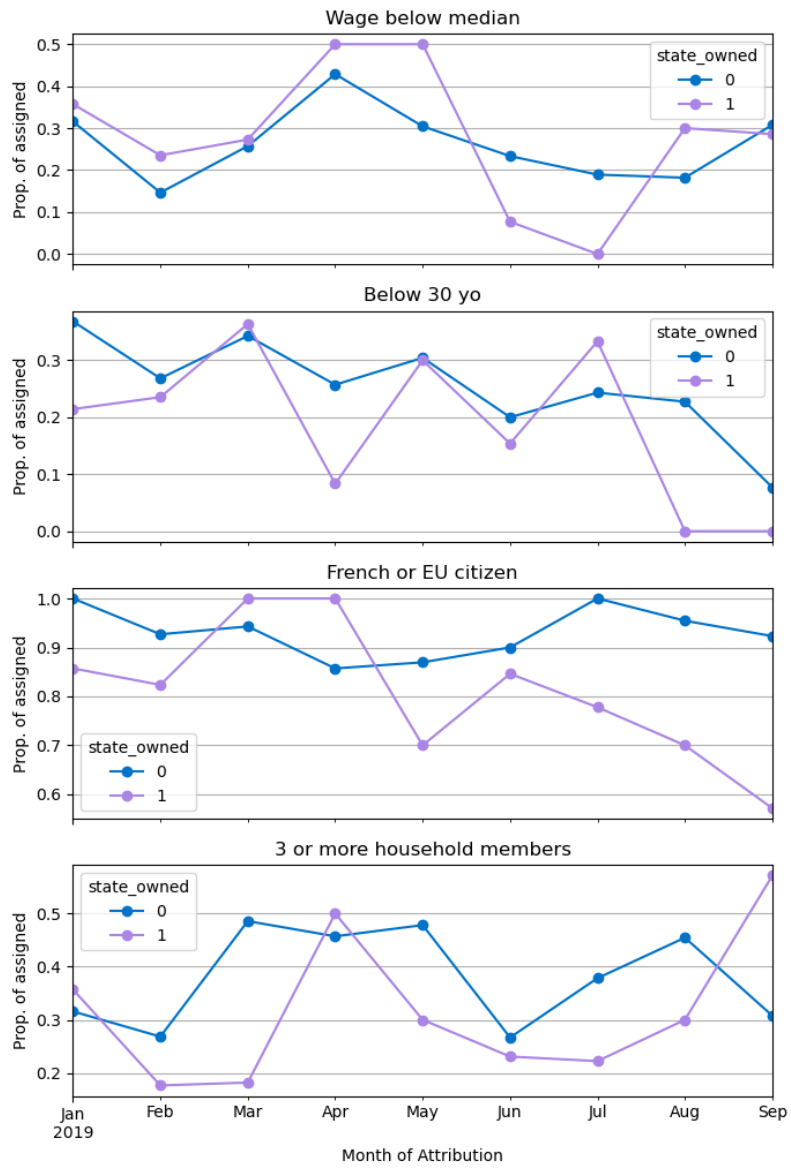 Wage below median
0.5
0.4
0.3
0.2
0.1
0.0
Prop. of assigned
state_owned
0
1
Below 30 yo
0.3
0.2
0.1
0.0
Prop. of assigned
state_owned
0
1
French or EU citizen
1.0
0.9
0.8
0.7
0.6
Prop. of assigned
state_owned
0
1
3 or more household members
0.5
0.4
0.3
0.2
Prop. of assigned
state_owned
0
1
Jan Feb Mar Apr May Jun Jul Aug Sep
2019
Month of Attribution